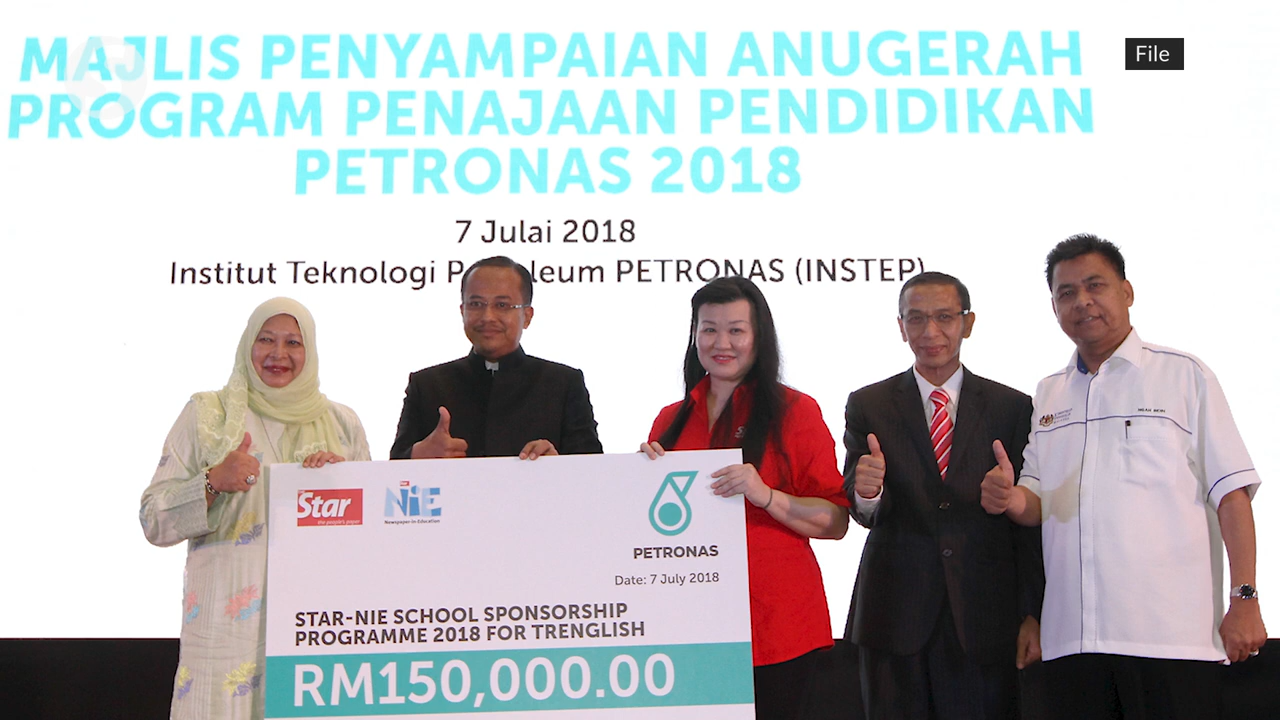 MAJLIS PENYAMPAIAN ANUGERAH
File
PROGRAM PENAJAAN PENDIDIKAN
PETRONAS 2018
7 Julai 2018
Institut Teknologi P leum PETRONAS (INSTEP)
Star
the people's paper
NiE
Newspaper-in-Education
PETRONAS
Date: 7 July 2018
STAR-NIE SCHOOL SPONSORSHIP
PROGRAMME 2018 FOR TRENGLISH
RM150,000.00